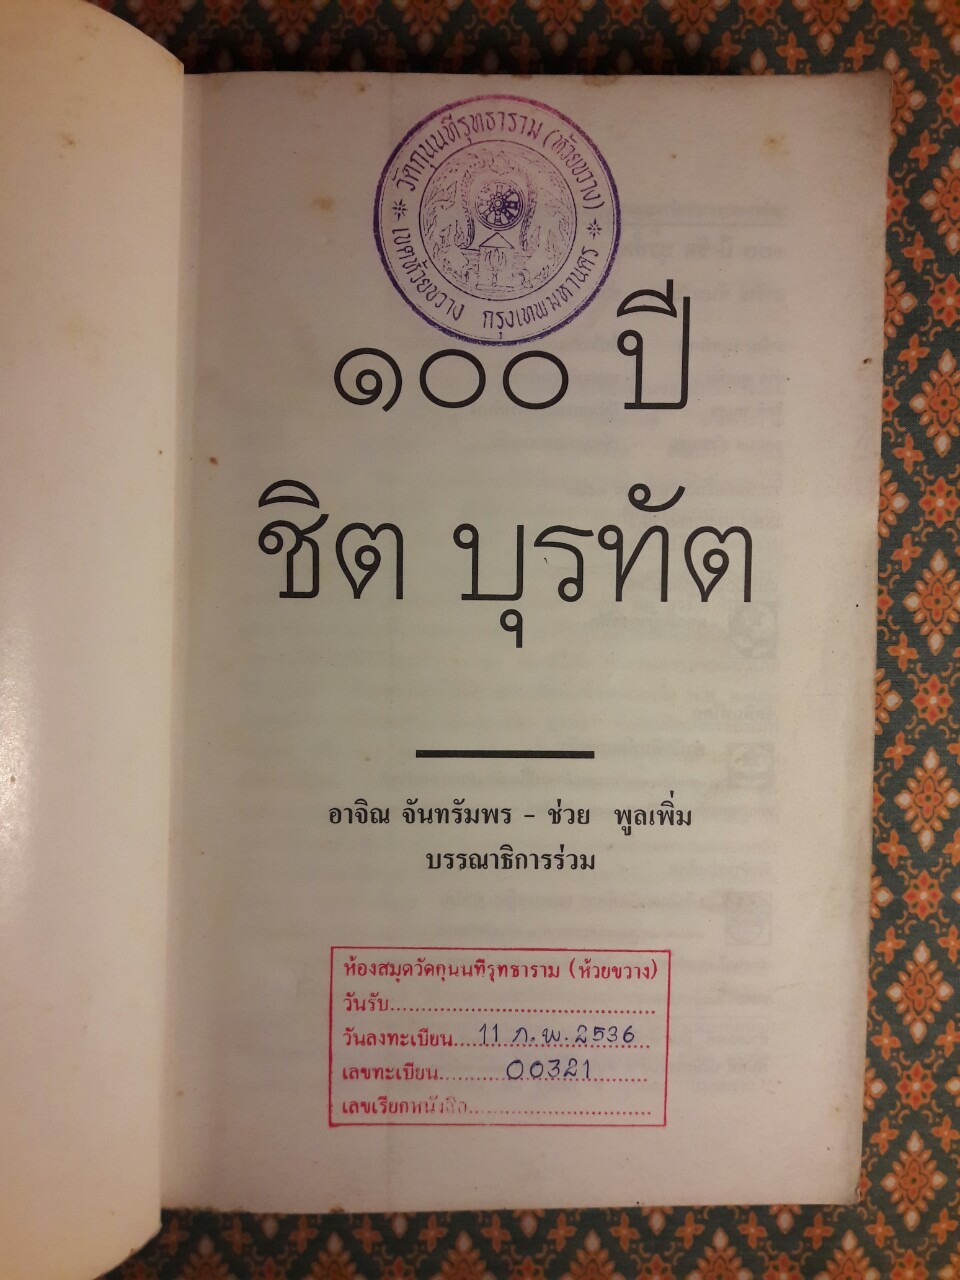 วัดกุนนทีรุทธาราม (ห้วยขวาง)
เขตห้วยขวาง กรุงเทพมหานคร
๑๐๐ ปี
ชิต บุรทัต
อาจิณ จันทรัมพร - ช่วย พูลเพิ่ม
บรรณาธิการร่วม
ห้องสมุดวัดกุนนทีรุทธาราม (ห้วยขวาง)
วันรับ
วันลงทะเบียน 11 ก.พ. 2536
เลขทะเบียน 00321
เลขเรียกหนังสือ